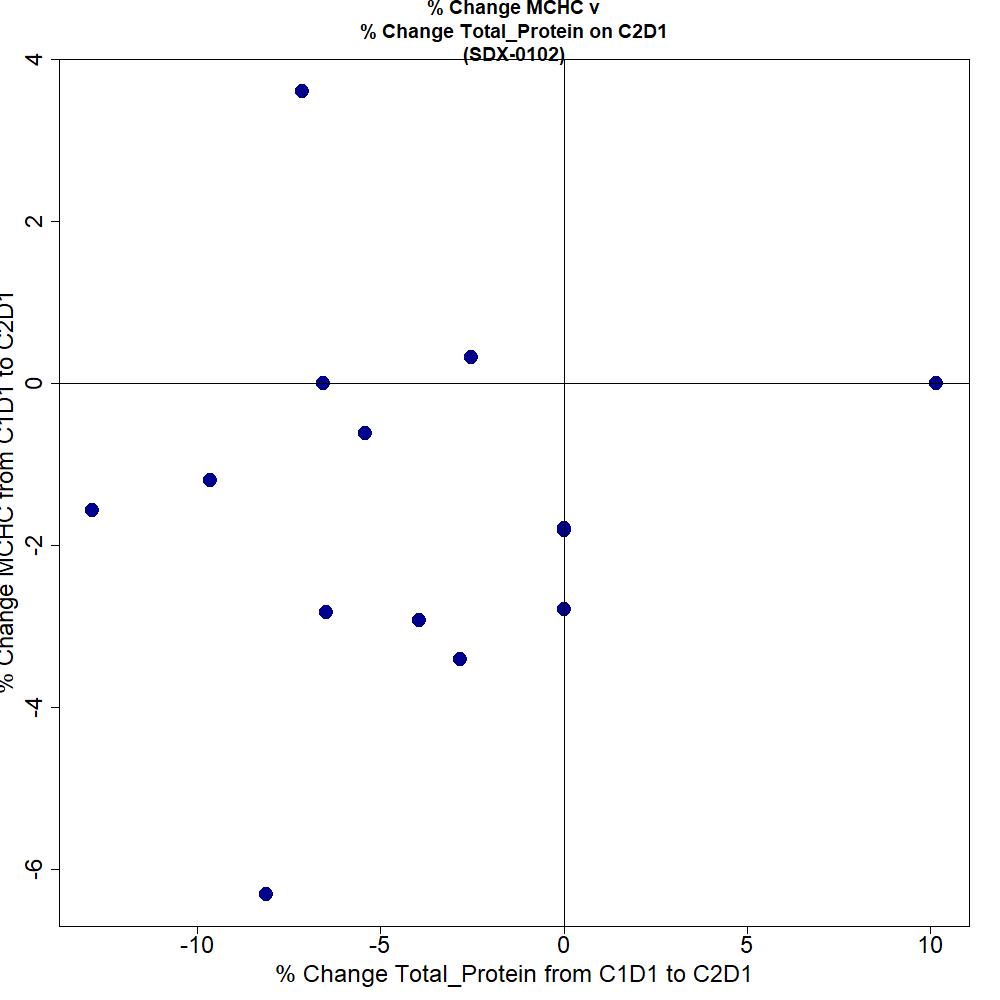 % Change MCHC v
% Change Total_Protein on C2D1
(SDX-0102)
4
2
0
-2
-4
-6
% Change MCHC from C1D1 to C2D1
-10
-5
0
5
10
% Change Total_Protein from C1D1 to C2D1